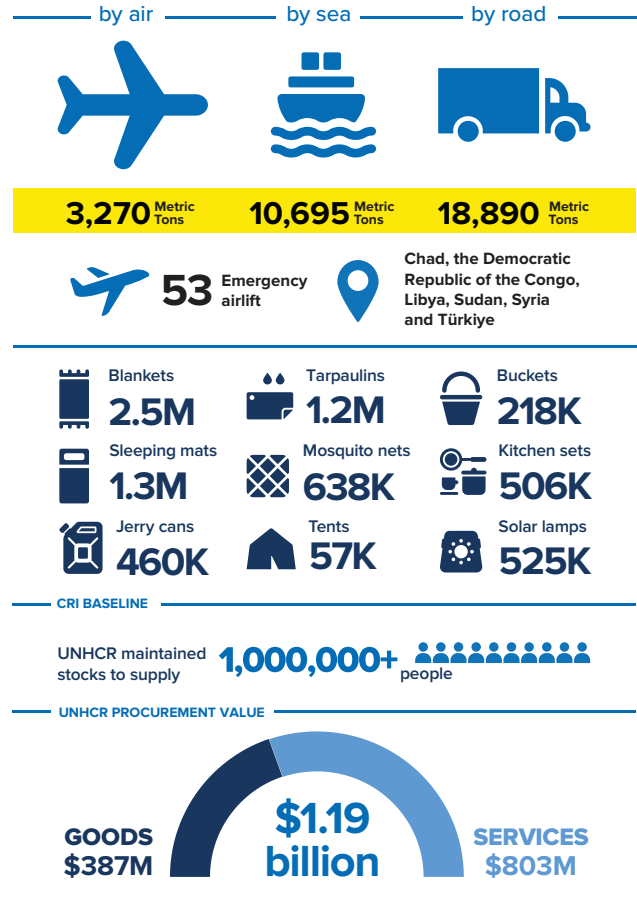 by air by sea by road
3,270 Metric Tons 10,695 Metric Tons 18,890 Metric Tons
53 Emergency airlift
Chad, the Democratic
Republic of the Congo,
Libya, Sudan, Syria
and Türkiye
Blankets Tarpaulins Buckets
2.5M 1.2M 218K
Sleeping mats Mosquito nets Kitchen sets
1.3M 638K 506K
Jerry cans Tents Solar lamps
460K 57K 525K
CRI BASELINE
UNHCR maintained
stocks to supply
1,000,000+
people
UNHCR PROCUREMENT VALUE
$1.19
billion
GOODS
$387M
SERVICES
$803M